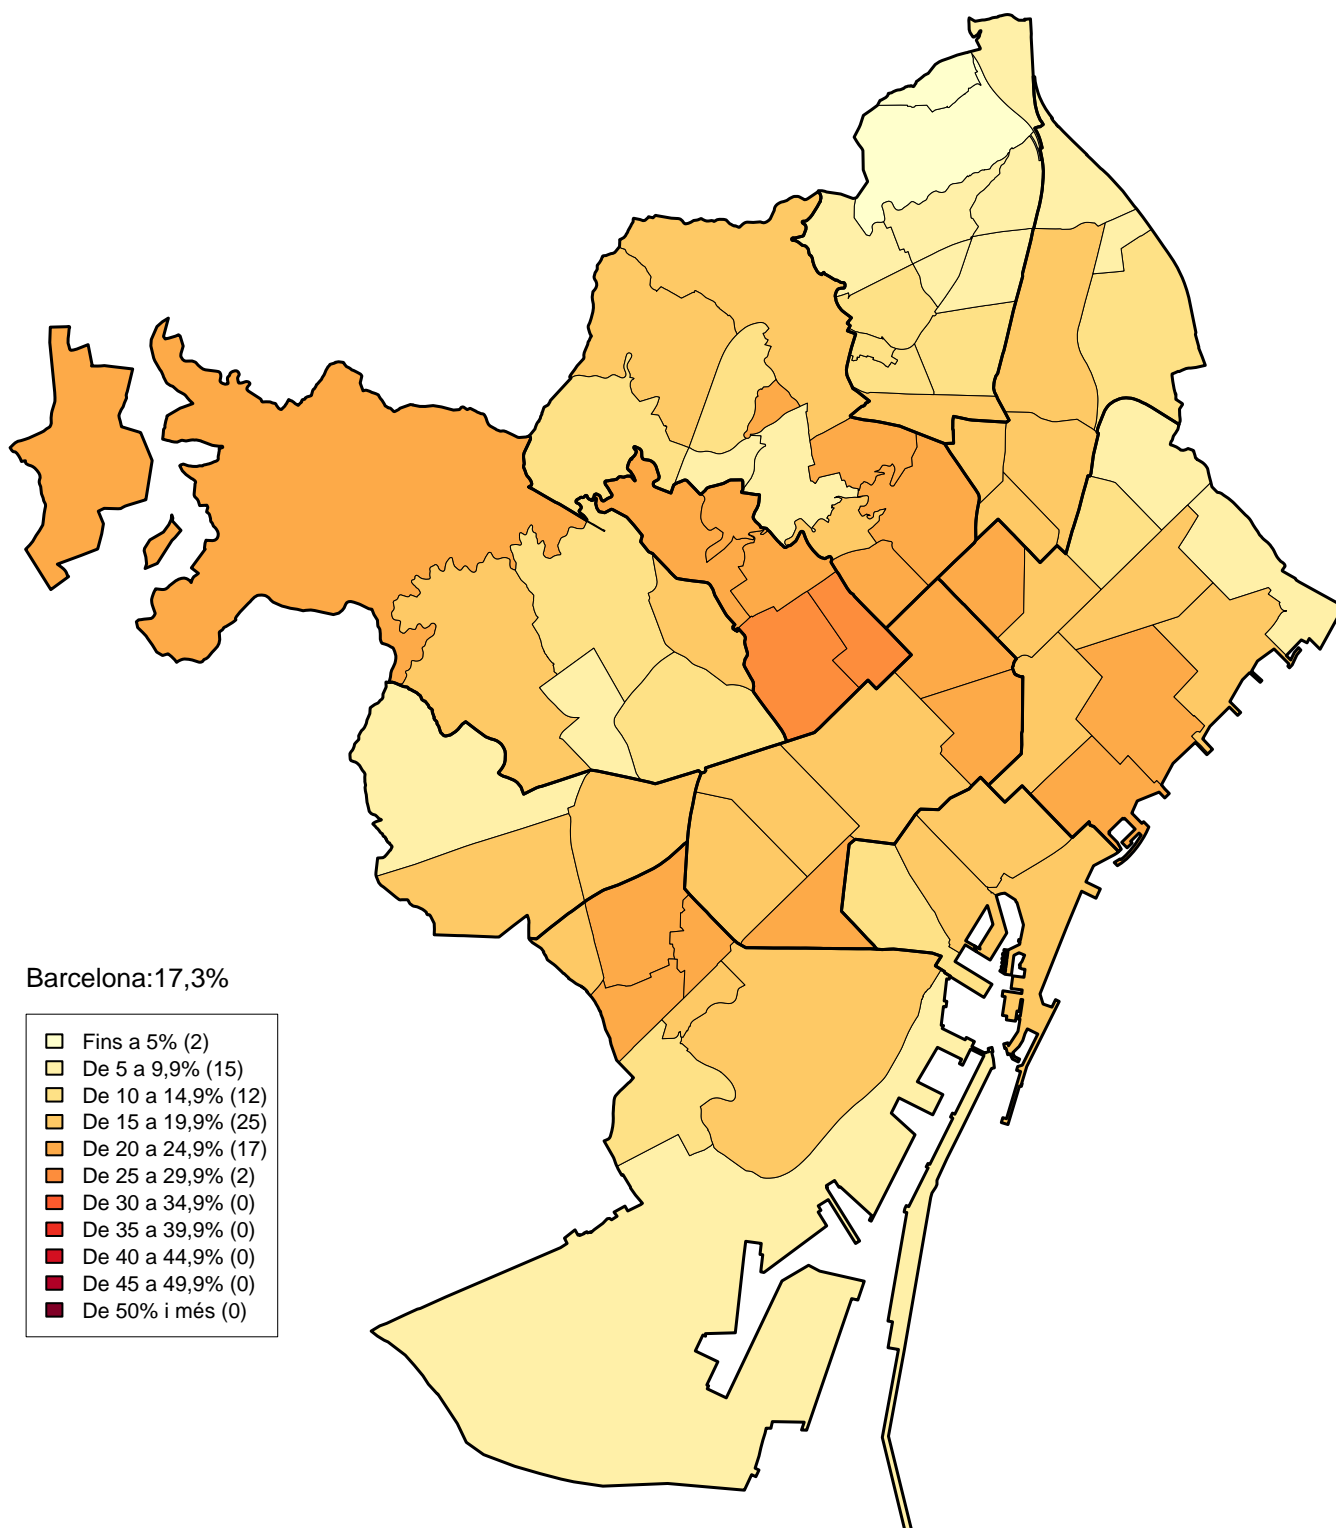 Barcelona:17,3%
Fins a 5% (2)
De 5 a 9,9% (15)
De 10 a 14,9% (12)
De 15 a 19,9% (25)
De 20 a 24,9% (17)
De 25 a 29,9% (2)
De 30 a 34,9% (0)
De 35 a 39,9% (0)
De 40 a 44,9% (0)
De 45 a 49,9% (0)
De 50% i més (0)